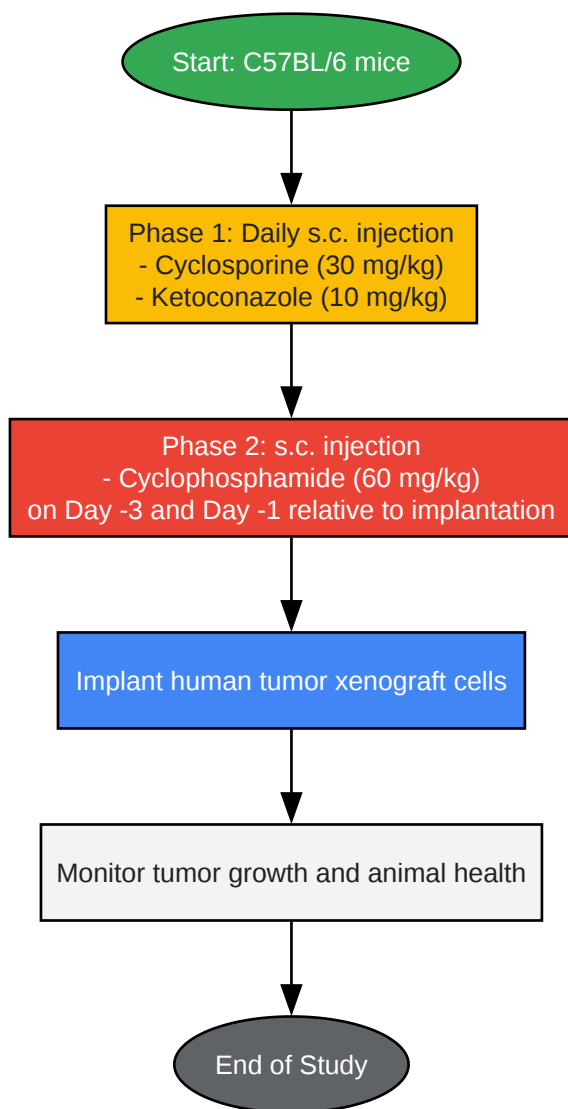 Start: C57BL/6 mice
Phase 1: Daily s.c. injection
- Cyclosporine (30 mg/kg)
- Ketoconazole (10 mg/kg)
Phase 2: s.c. injection
- Cyclophosphamide (60 mg/kg)
on Day -3 and Day -1 relative to implantation
Implant human tumor xenograft cells
Monitor tumor growth and animal health
End of Study